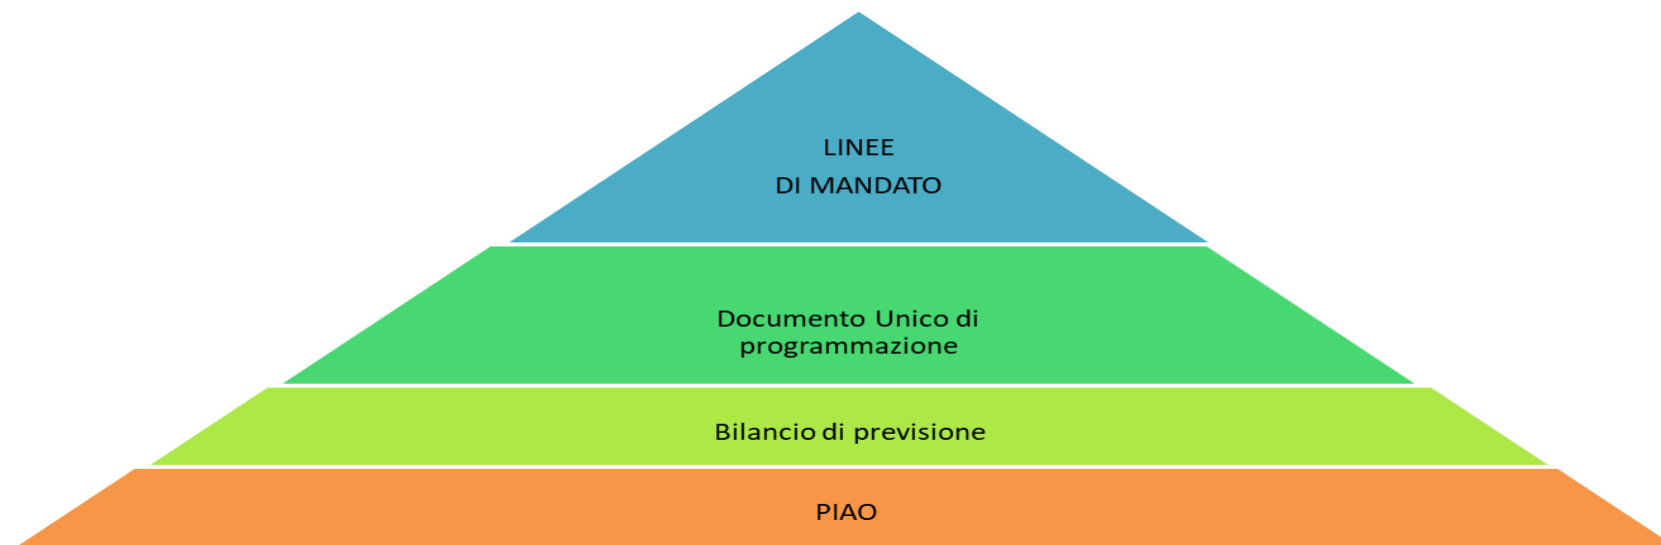 LINEE
DI MANDATO
Documento Unico di
programmazione
Bilancio di previsione
PIAO